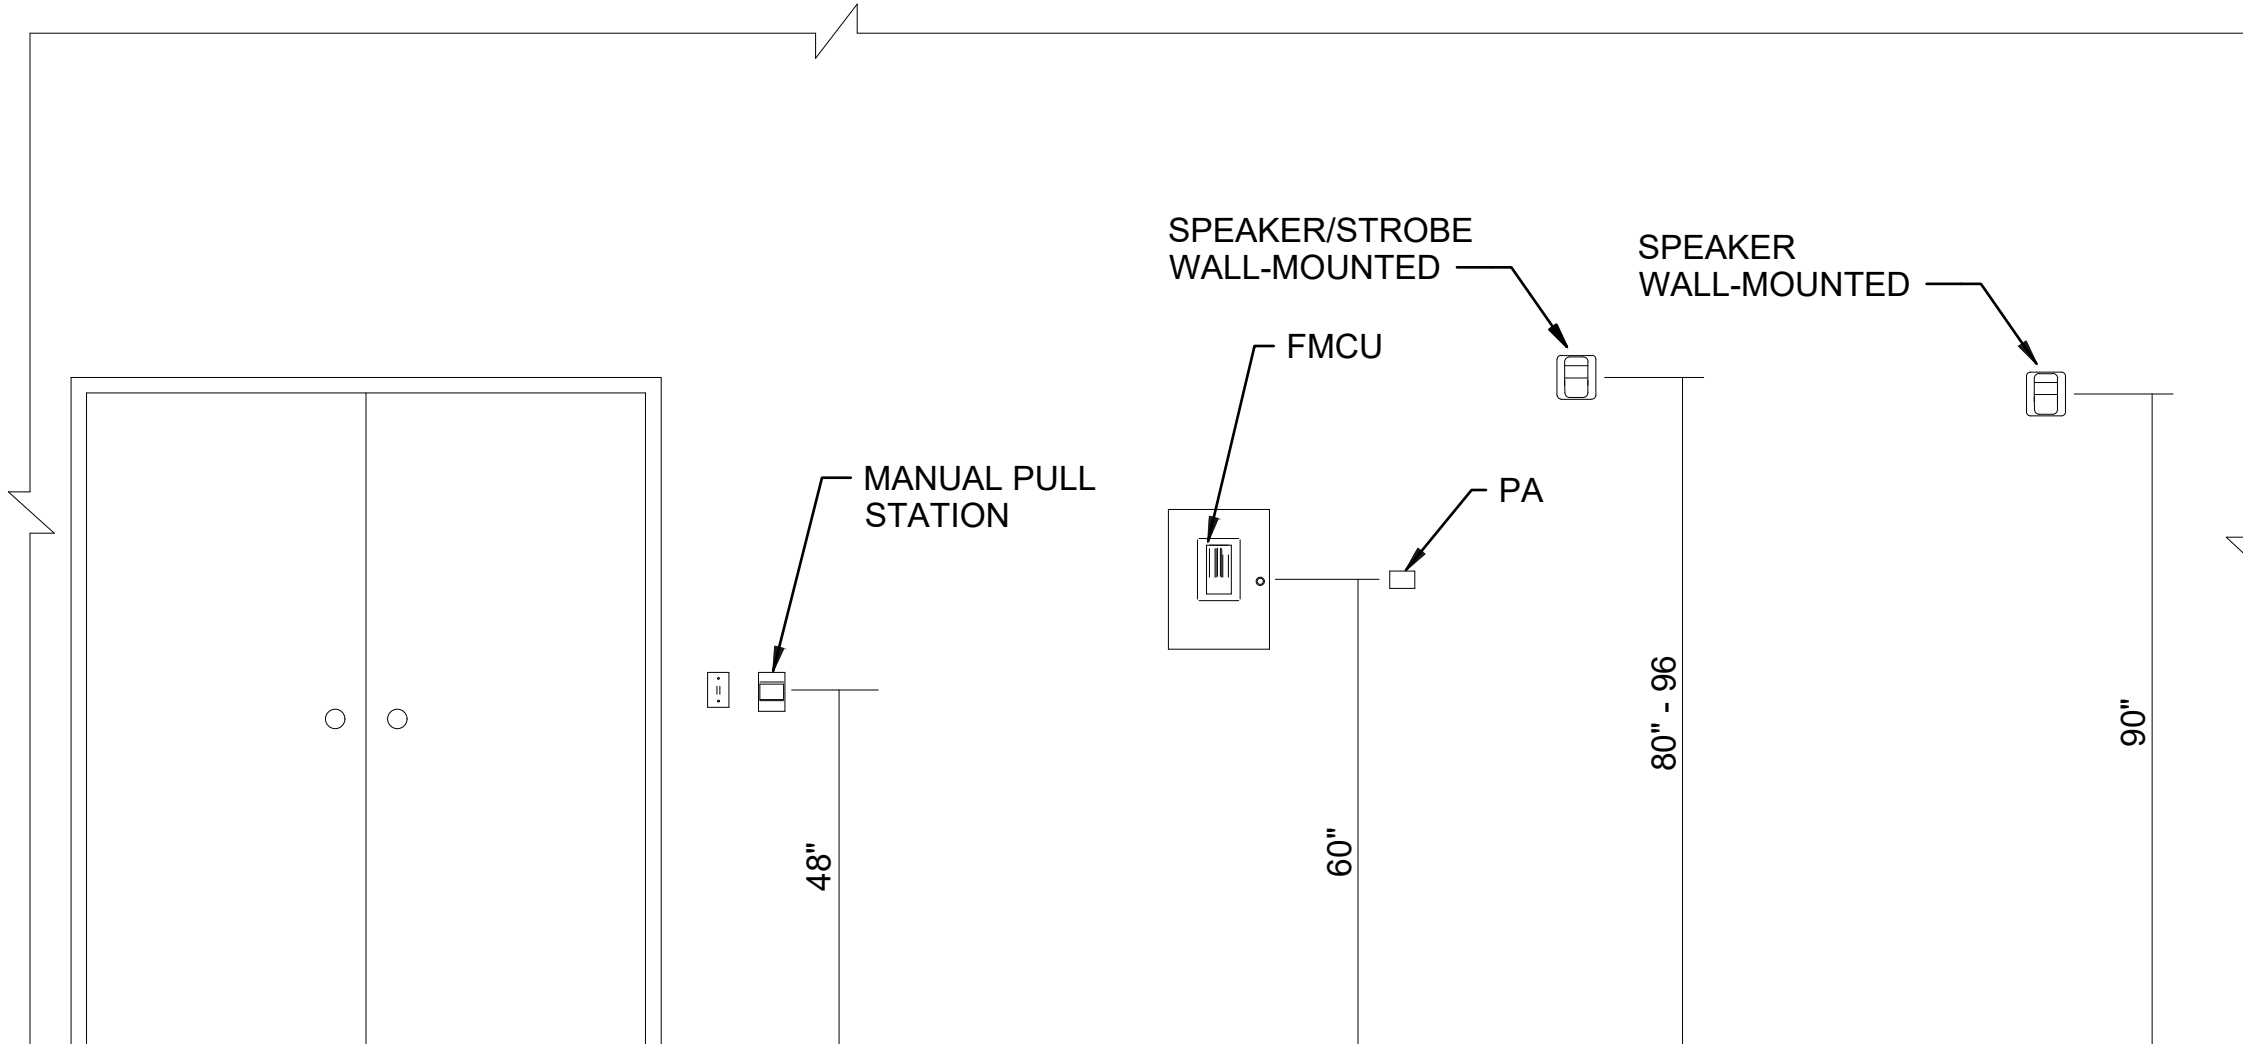 SPEAKER/STROBE
WALL-MOUNTED
SPEAKER
WALL-MOUNTED
FMCU
MANUAL PULL
STATION
PA
48"
60"
80" - 96
90"